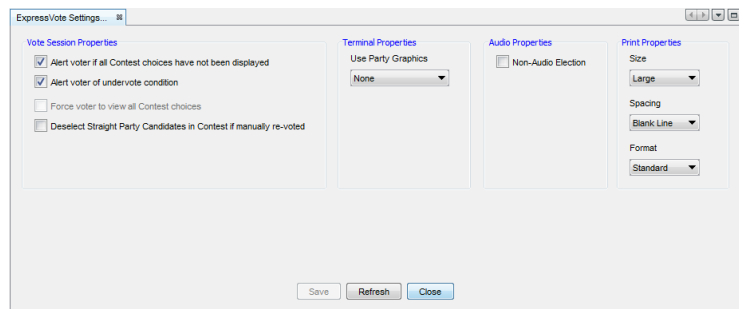 ExpressVote Settings...
Vote Session Properties
Alert voter if all Contest choices have not been displayed
Alert voter of undervote condition
Force voter to view all Contest choices
Deselect Straight Party Candidates in Contest if manually re-voted
Terminal Properties
Use Party Graphics
None
Audio Properties
Non-Audio Election
Print Properties
Size
Large
Spacing
Blank Line
Format
Standard
Save Refresh Close